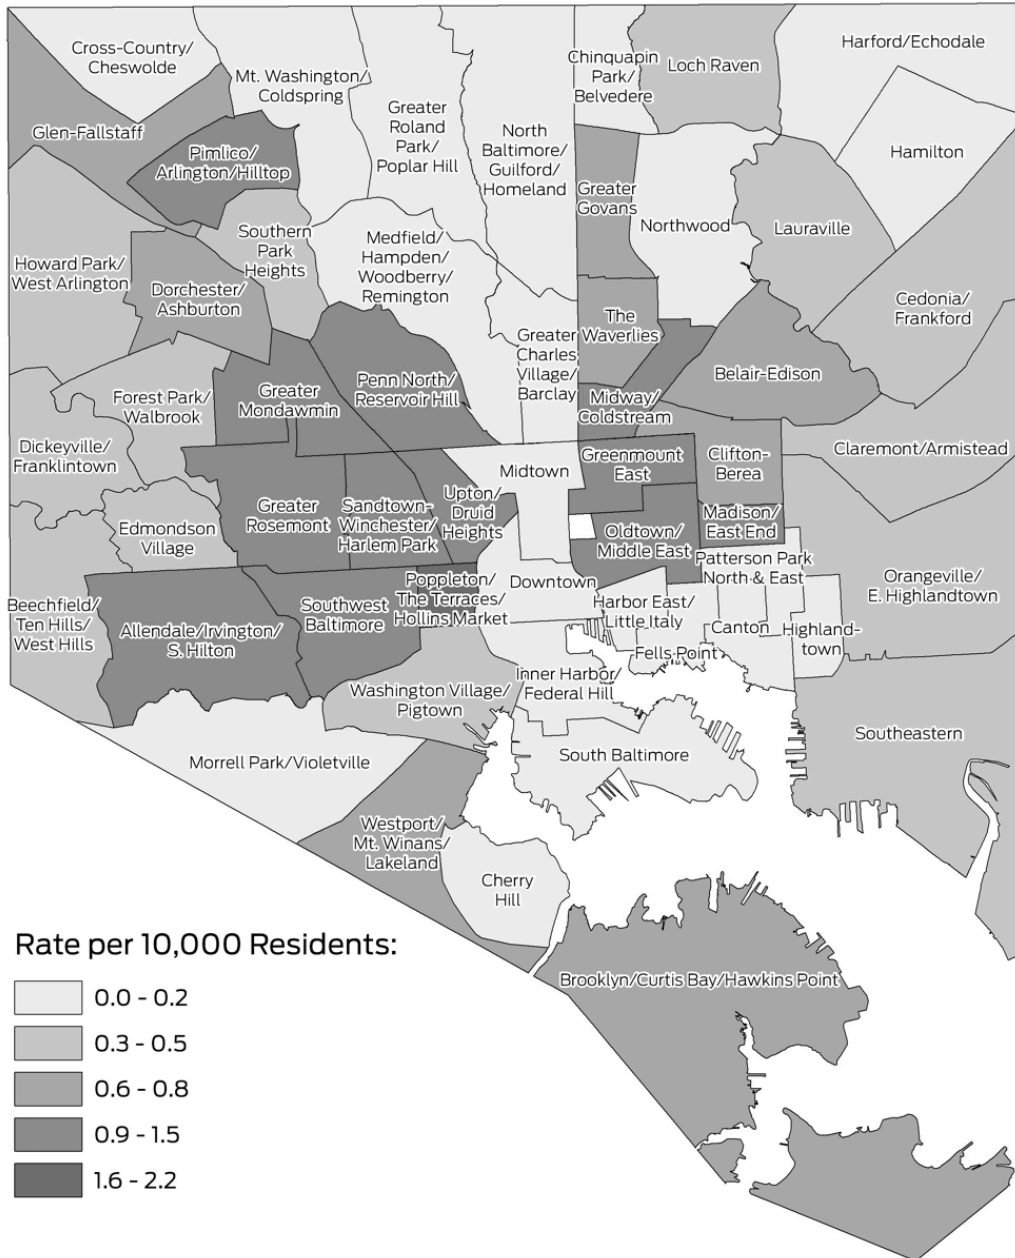 Cross-Country/
Cheswolde
Mt. Washington/
Coldspring
Greater
Roland
Park/
Poplar Hill
North
Baltimore/
Guilford/
Homeland
Chinquapin
Park/
Belvedere
Loch Raven
Harford/Echodale
Glen-Fallstaff
Pimlico/
Arlington/Hilltop
Hamilton
Greater
Govans
Northwood
Lauraville
Southern
Park
Heights
Medfield/
Hampden/
Woodberry/
Remington
Howard Park/
West Arlington
Dorchester/
Ashburton
Cedonia/
Frankford
The
Waverlies
Greater
Charles
Village/
Barclay
Belair-Edison
Penn North/
Reservoir Hill
Greater
Mondawmin
Forest Park/
Walbrook
Midway/
Coldstream
Dickeyville/
Franklintown
Claremont/Armistead
Midtown
Greenmount
East
Clifton-
Berea
Greater
Rosemont
Sandtown-
Winchester/
Harlem Park
Upton/
Druid
Heights
Edmondson
Village
Oldtown/
Middle East
Madison/
East End
Patterson Park
North & East
Orangeville/
E. Highlandtown
Poppleton/
The Terraces/
Hollins Market
Downtown
Beechfield/
Ten Hills/
West Hills
Allendale/Irvington/
S. Hilton
Southwest
Baltimore
Harbor East/
Little Italy
Canton
Highland-
town
Fells Point
Washington Village/
Pigtown
Inner Harbor/
Federal Hill
Morrell Park/Violetville
South Baltimore
Southeastern
Westport/
Mt. Winans/
Lakeland
Cherry
Hill
Brooklyn/Curtis Bay/Hawkins Point
Rate per 10,000 Residents:
0.0 - 0.2
0.3 - 0.5
0.6 - 0.8
0.9 - 1.5
1.6 - 2.2